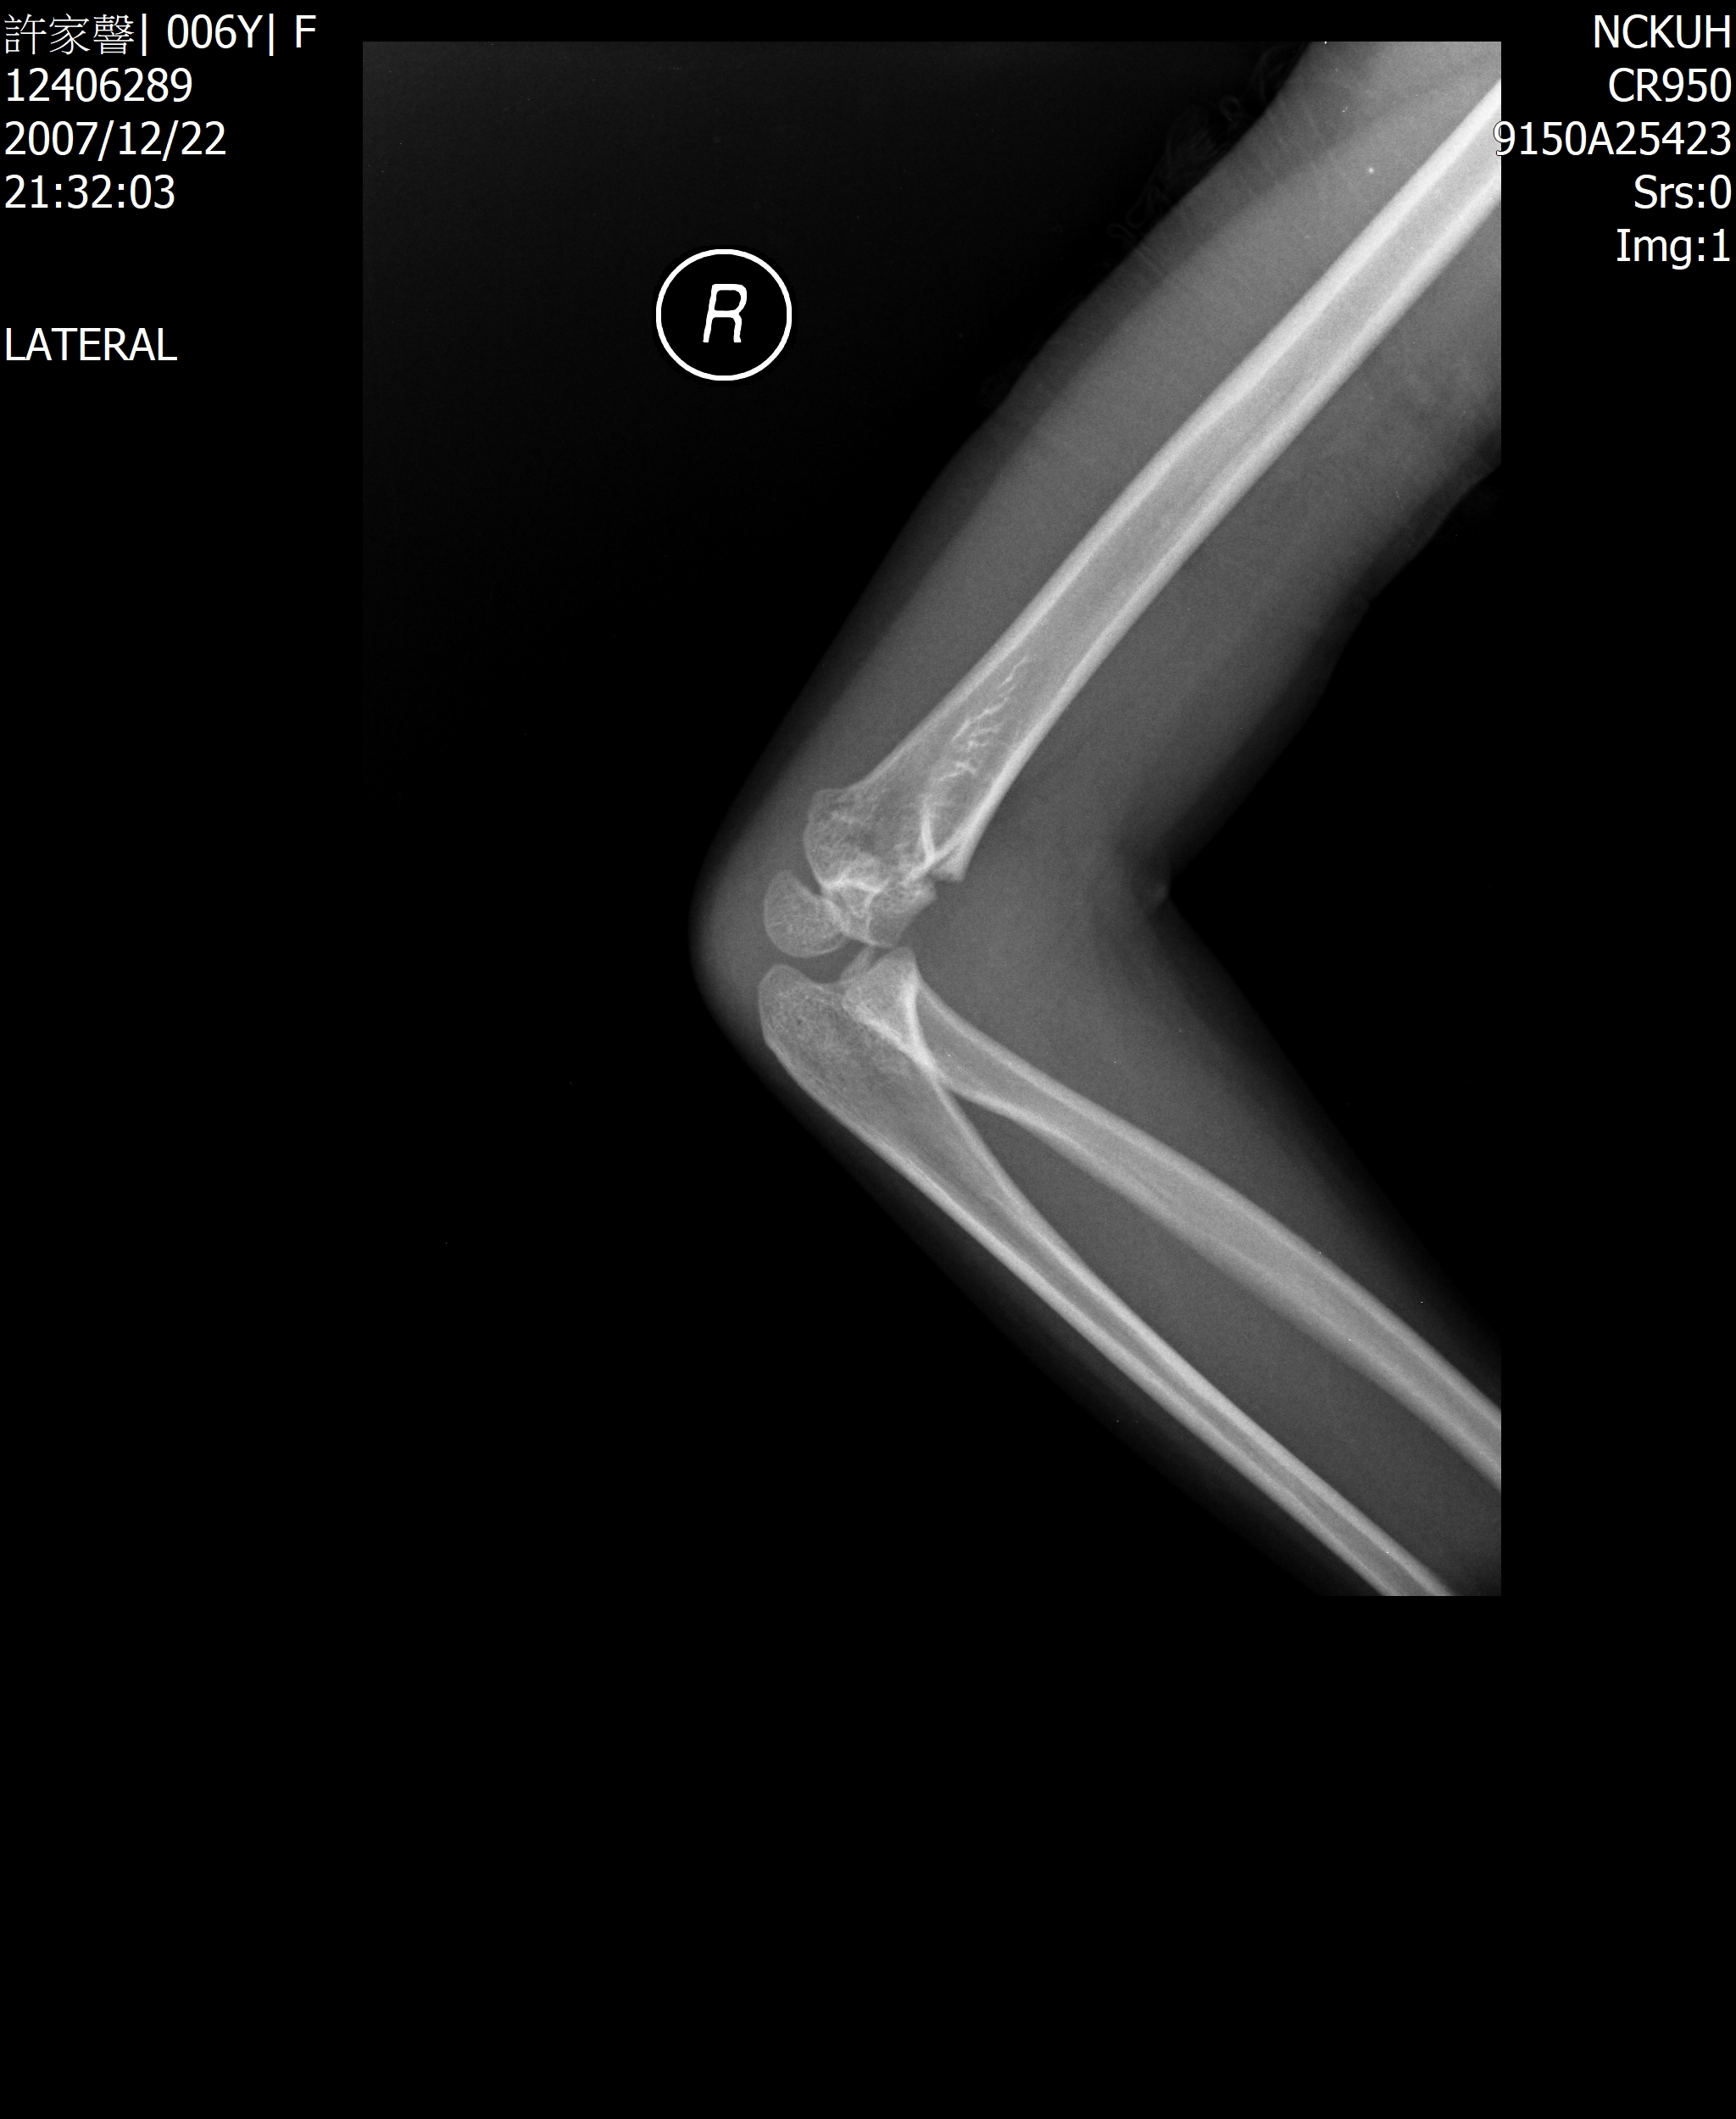 許家馨| 006Y| F
12406289
2007/12/22
21:32:03
LATERAL
NCKUH
CR950
9150A25423
Srs:0
Img:1
R